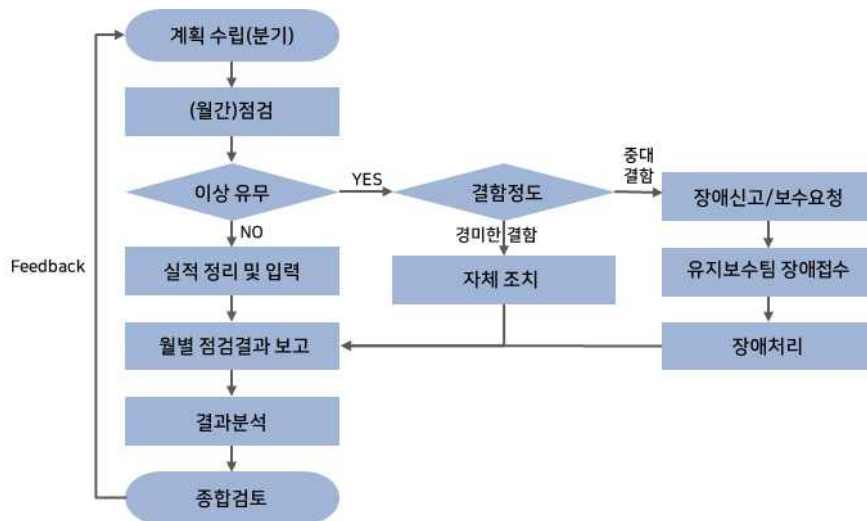 계획 수립(분기)
(월간)점검
이상 유무
YES
결함정도
중대
결함
장애신고/보수요청
NO
경미한 결함
Feedback
실적 정리 및 입력
자체 조치
유지보수팀 장애접수
월별 점검결과 보고
장애처리
결과분석
종합검토